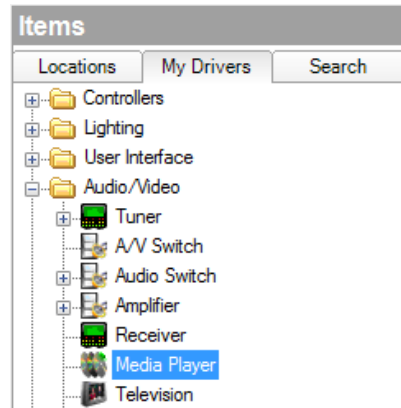 Items
Locations My Drivers Search
Controllers
Lighting
User Interface
Audio/Video
Tuner
A/V Switch
Audio Switch
Amplifier
Receiver
Media Player
Television